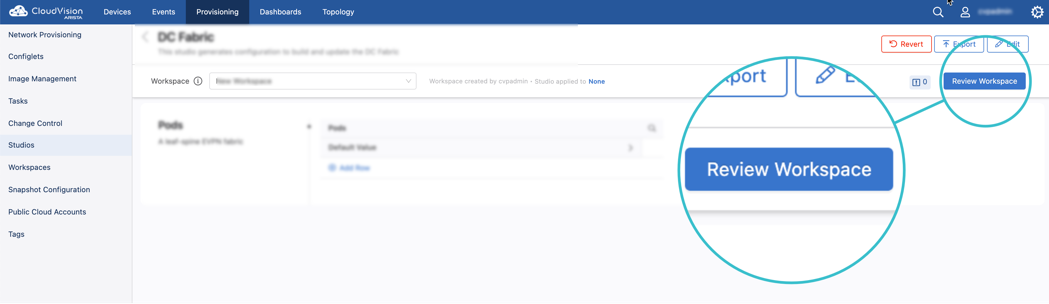 CloudVision
ARISTA
Devices
Events
Provisioning
Dashboards
Topology
cvpadmin
Network Provisioning
Configlets
Image Management
Tasks
Change Control
Studios
Workspaces
Snapshot Configuration
Public Cloud Accounts
Tags
DC Fabric
This studio generates configuration to build and update the DC Fabric
Revert
Export
Edit
Workspace
New Workspace
Workspace created by cvpadmin - Studio applied to None
0
Review Workspace
Pods
A leaf-spine EVPN fabric
Pods
Default Value
Add Row
port
E
Review Workspace